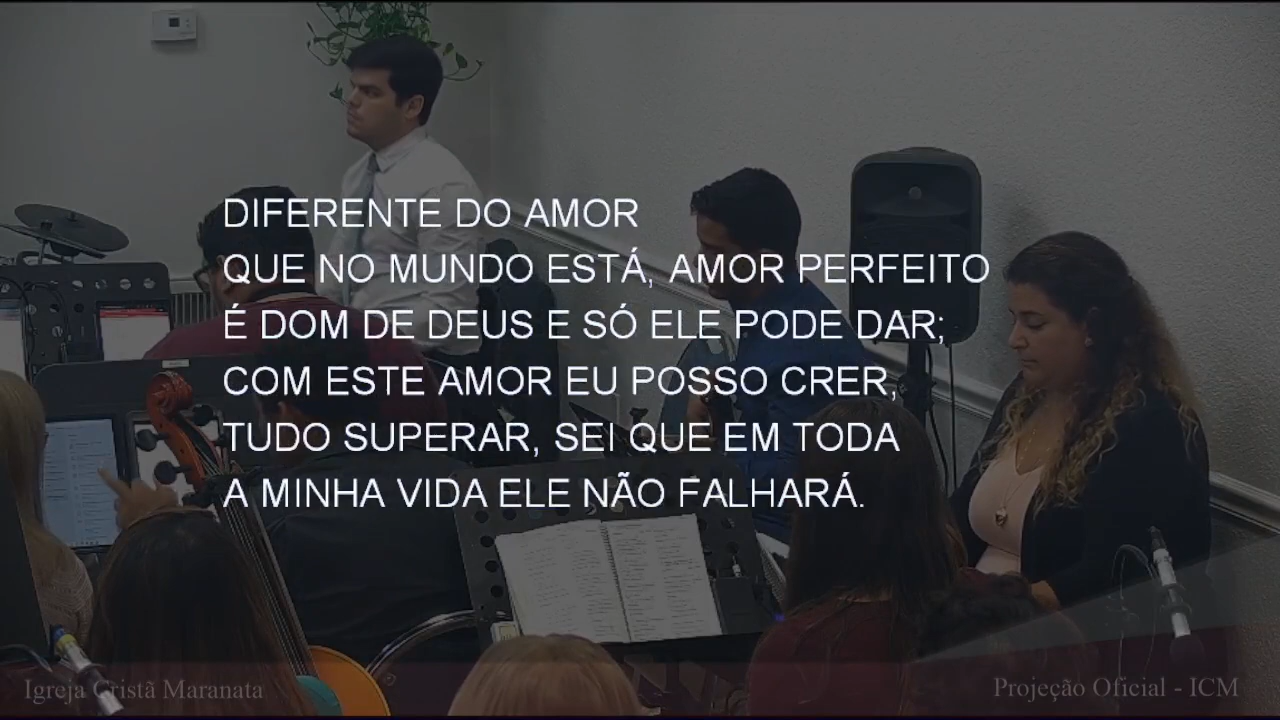 DIFERENTE DO AMOR
QUE NO MUNDO ESTÁ, AMOR PERFEITO
É DOM DE DEUS E SÓ ELE PODE DAR;
COM ESTE AMOR EU POSSO CRER,
TUDO SUPERAR, SEI QUE EM TODA
A MINHA VIDA ELE NÃO FALHARÁ.
Igreja Cristã Maranata
Projeção Oficial - ICM